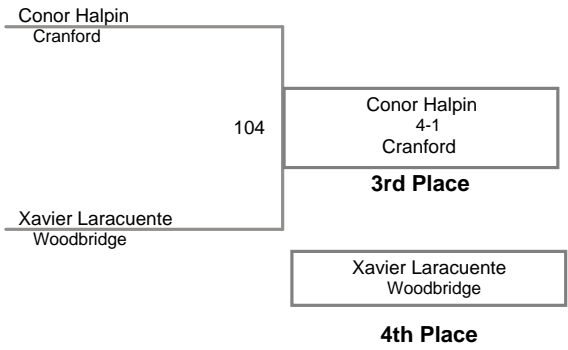 Conor Halpin
Cranford
104
Conor Halpin
4-1
Cranford
3rd Place
Xavier Laracuente
Woodbridge
Xavier Laracuente
Woodbridge
4th Place